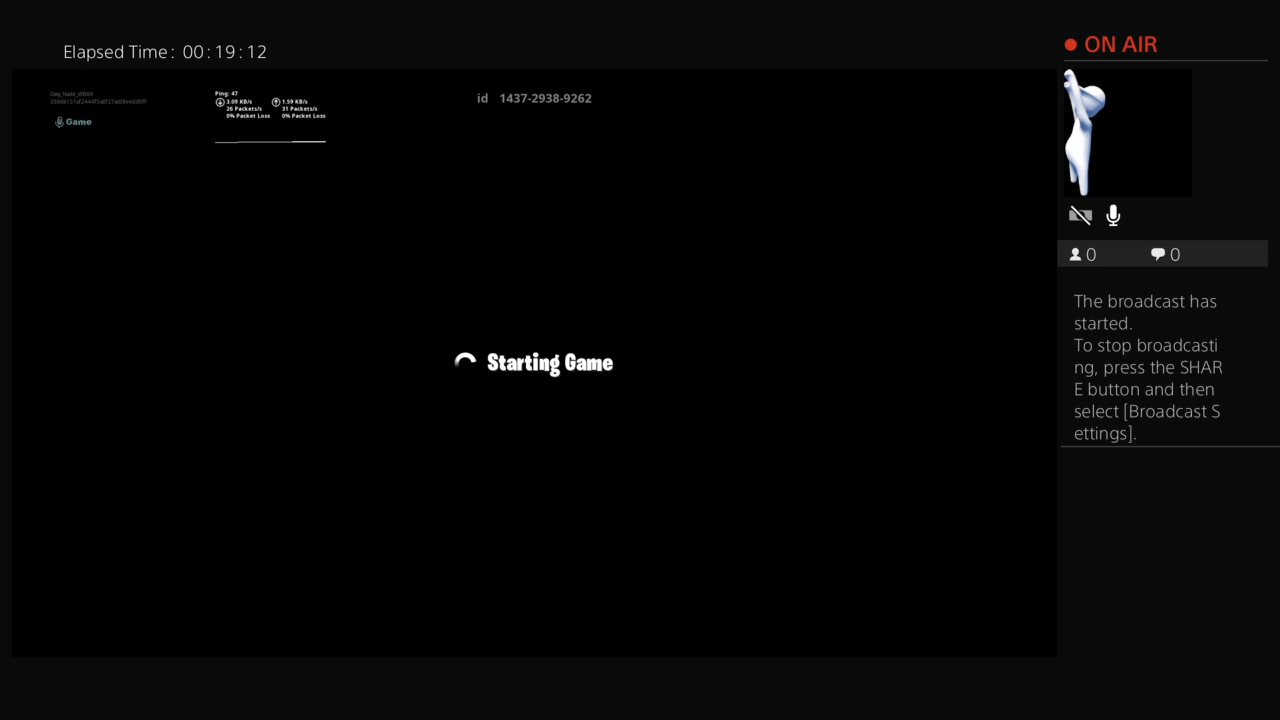 Elapsed Time: 00:19:12
ON AIR
Ping: 47
3.09 KB/s 1.59 KB/s
26 Packets/s 31 Packets/s
0% Packet Loss 0% Packet Loss
id 1437-2938-9262
Game
0 0
The broadcast has
started.
To stop broadcasti
ng, press the SHAR
E button and then
select [Broadcast S
ettings].
Starting Game